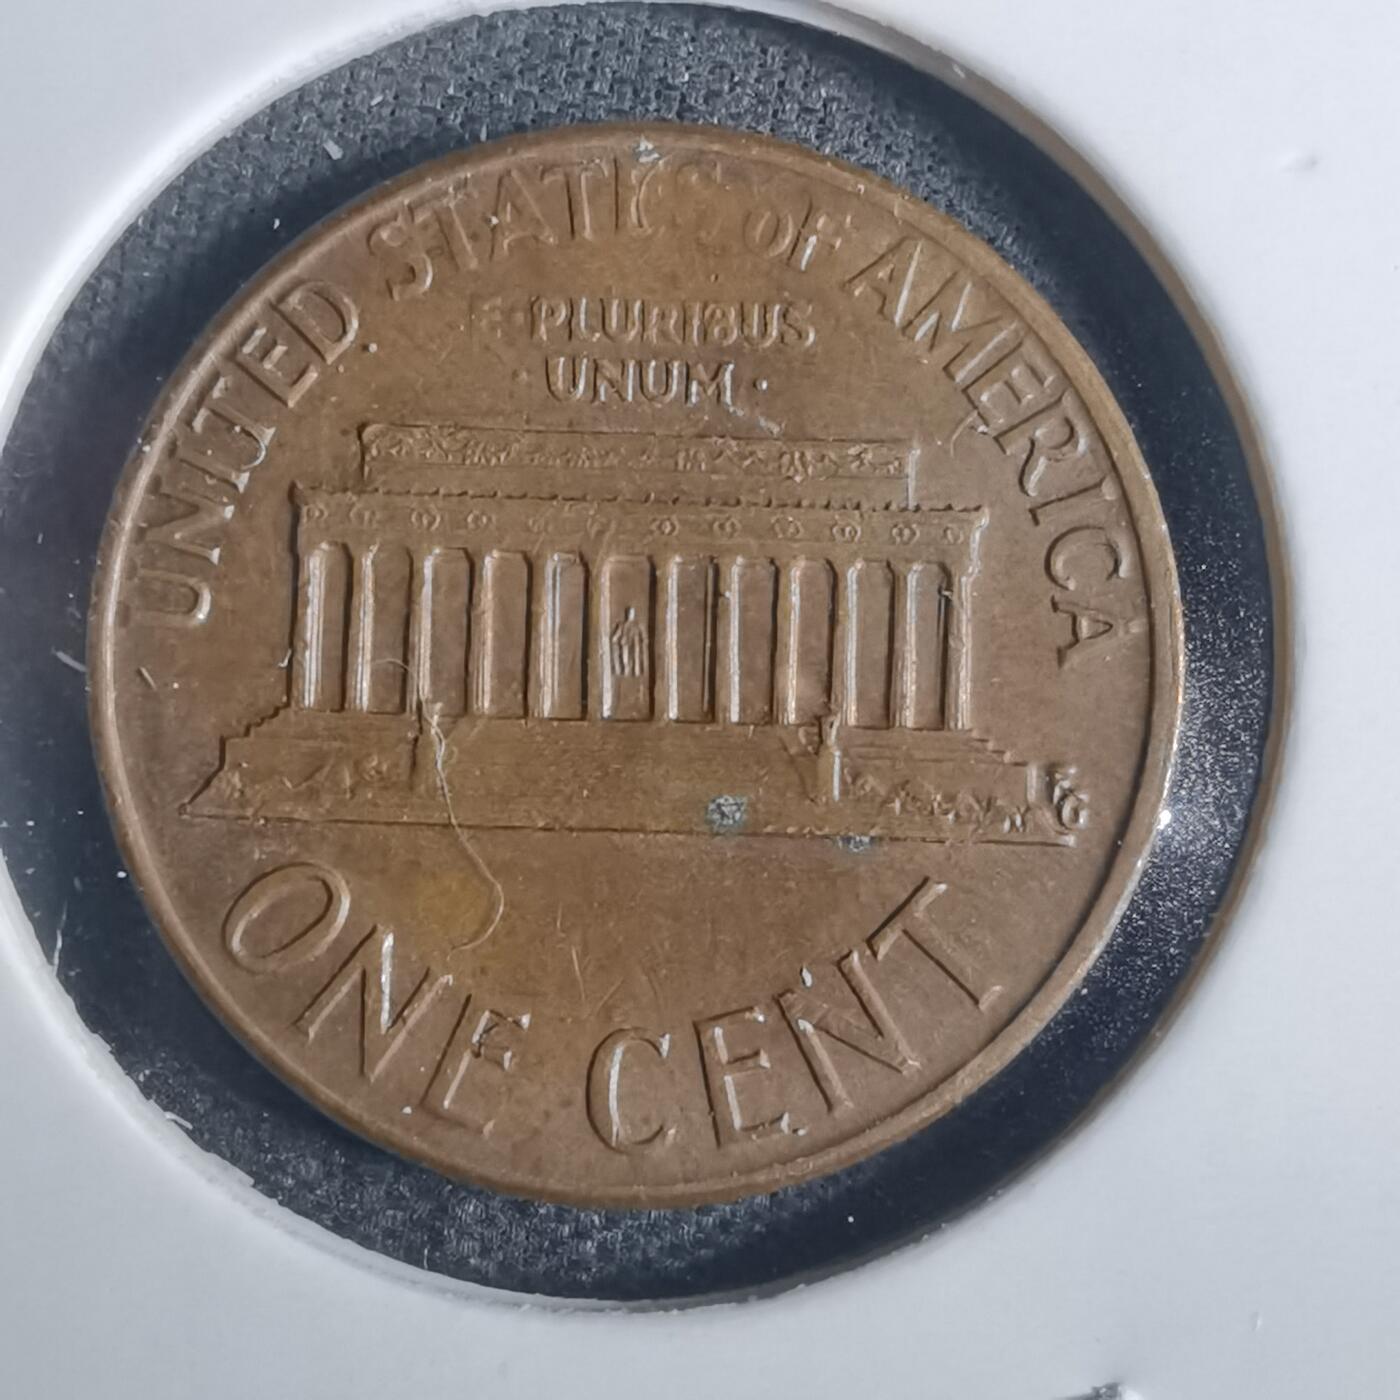 UNITED STATES OF AMERICA
E PLURIBUS
UNUM
ONE CENT
FG